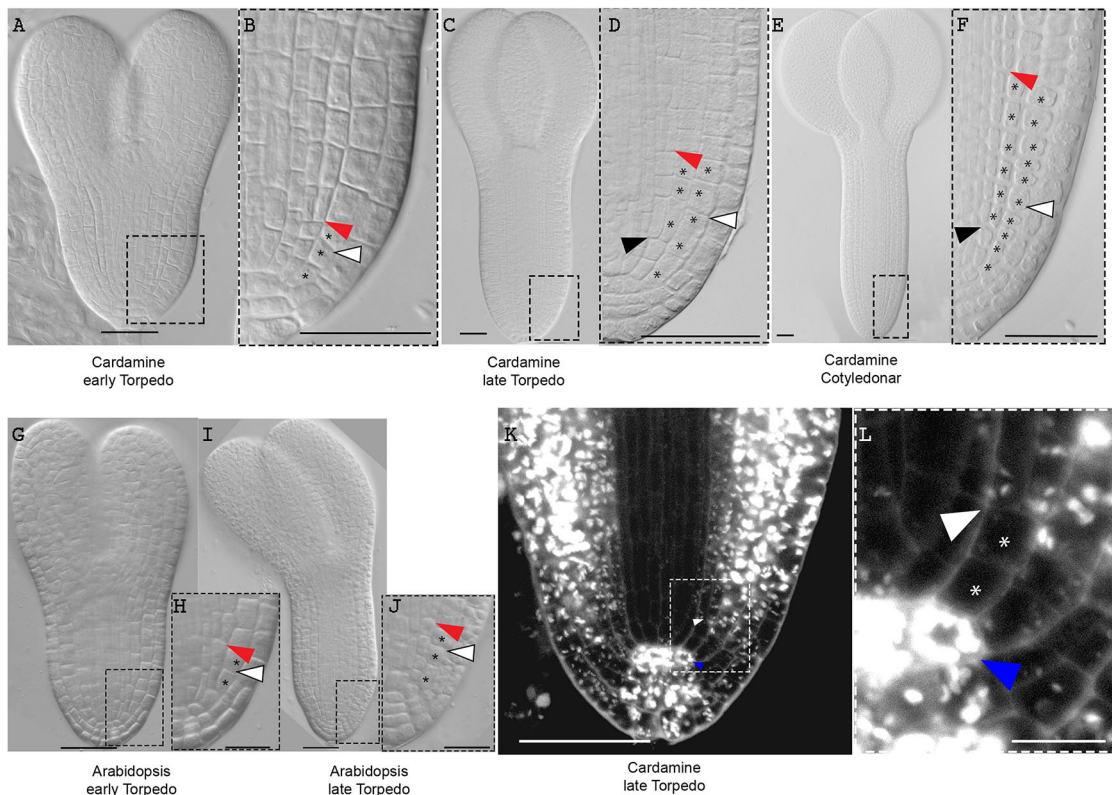 A
B
C
D
E
F
Cardamine
early Torpedo
Cardamine
late Torpedo
Cardamine
Cotyledonar
G
H
I
J
K
L
Arabidopsis
early Torpedo
Arabidopsis
late Torpedo
Cardamine
late Torpedo